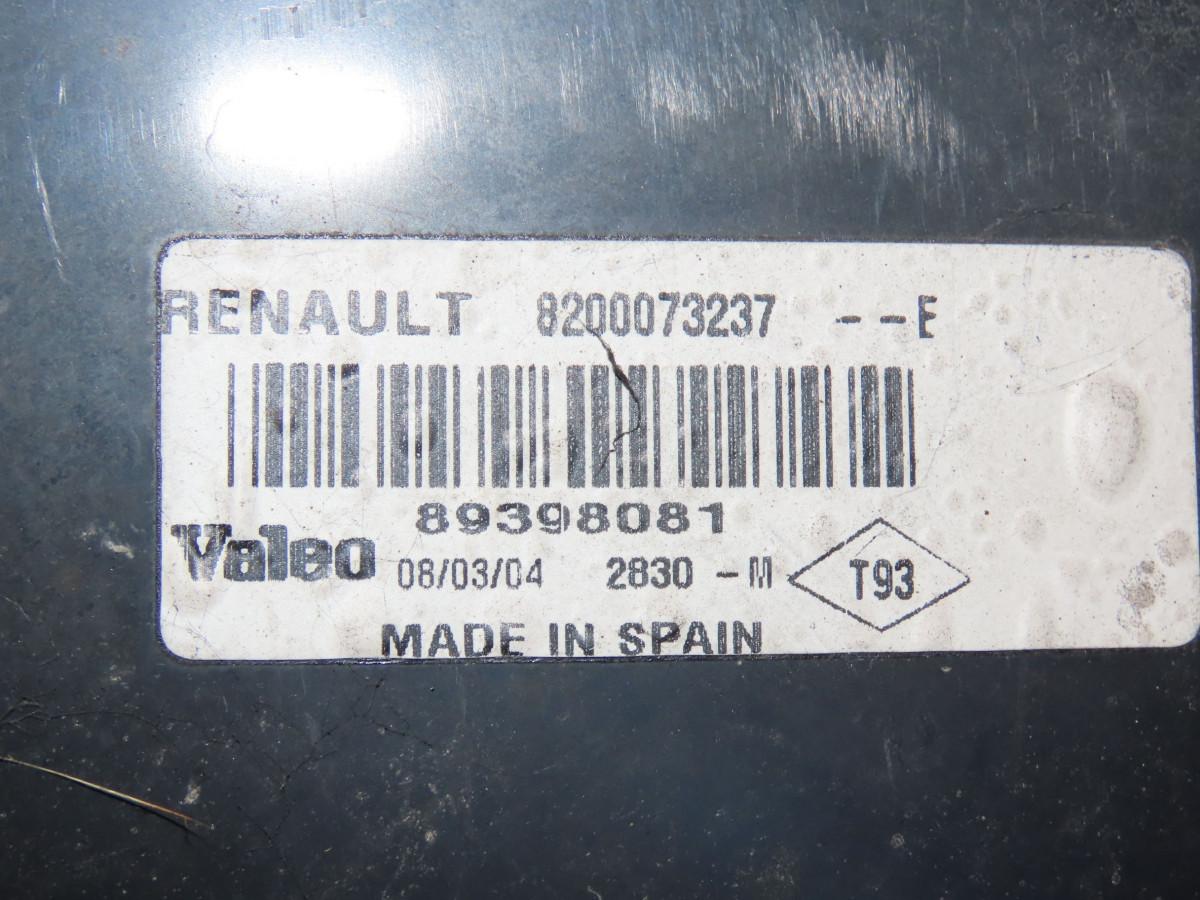 RENAULT 8200073237 --E
89398081
Valeo 08/03/04 2830 -M T93
MADE IN SPAIN